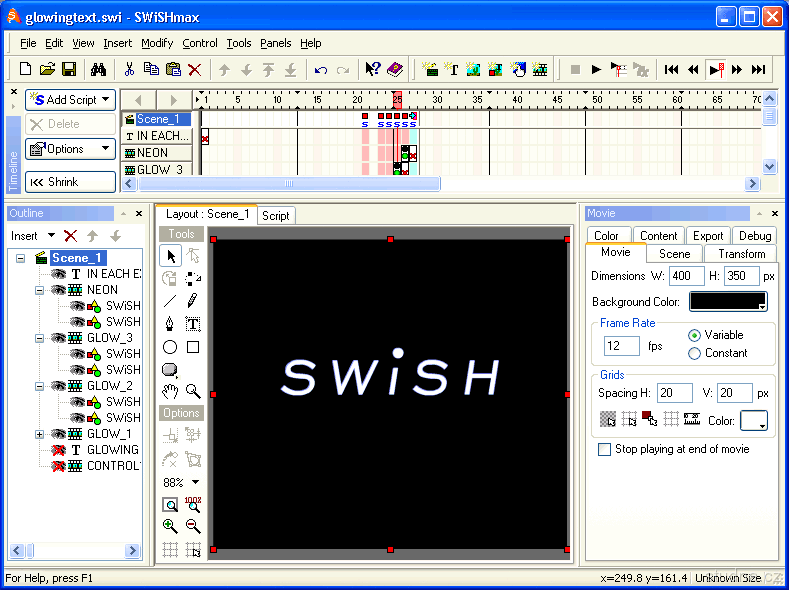 glowingtext.swi - SWiSHmax
File Edit View Insert Modify Control Tools Panels Help
Timeline
Add Script
Delete
Options
Shrink
1 5 10 15 20 25 30 35 40 45 50 55 60 65 70
Scene_1
IN EACH...
NEON
GLOW_3
S S S S S
Outline
Insert
Scene_1
IN EACH E
NEON
SWiSH
SWiSH
GLOW_3
SWiSH
SWiSH
GLOW_2
SWiSH
SWiSH
GLOW_1
GLOWING
CONTROL
Layout : Scene_1
Script
Tools
Options
88%
100%
SWiSH
Movie
Color Content Export Debug
Movie Scene Transform
Dimensions W: 400 H: 350 px
Background Color:
Frame Rate
12 fps
Variable
Constant
Grids
Spacing H: 20 V: 20 px
Color:
Stop playing at end of movie
For Help, press F1
x=249.8 y=161.4
Unknown Size